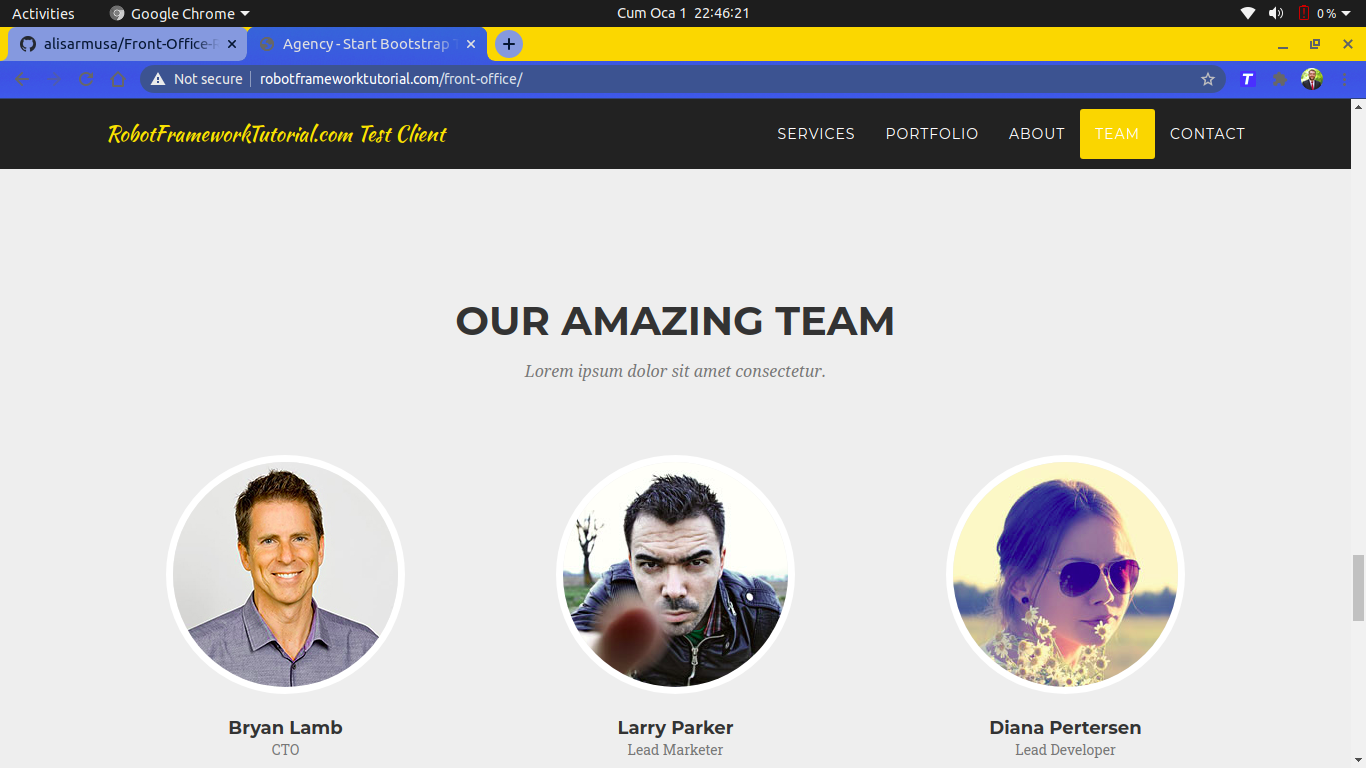 Activities Google Chrome Cum Oca 1 22:46:21 0 %
alisarmusa/Front-Office- Agency - Start Bootstrap
Not secure robotframeworktutorial.com/front-office/
RobotFrameworkTutorial.com Test Client SERVICES PORTFOLIO ABOUT TEAM CONTACT
OUR AMAZING TEAM
Lorem ipsum dolor sit amet consectetur.
Bryan Lamb Larry Parker Diana Pertersen
CTO Lead Marketer Lead Developer